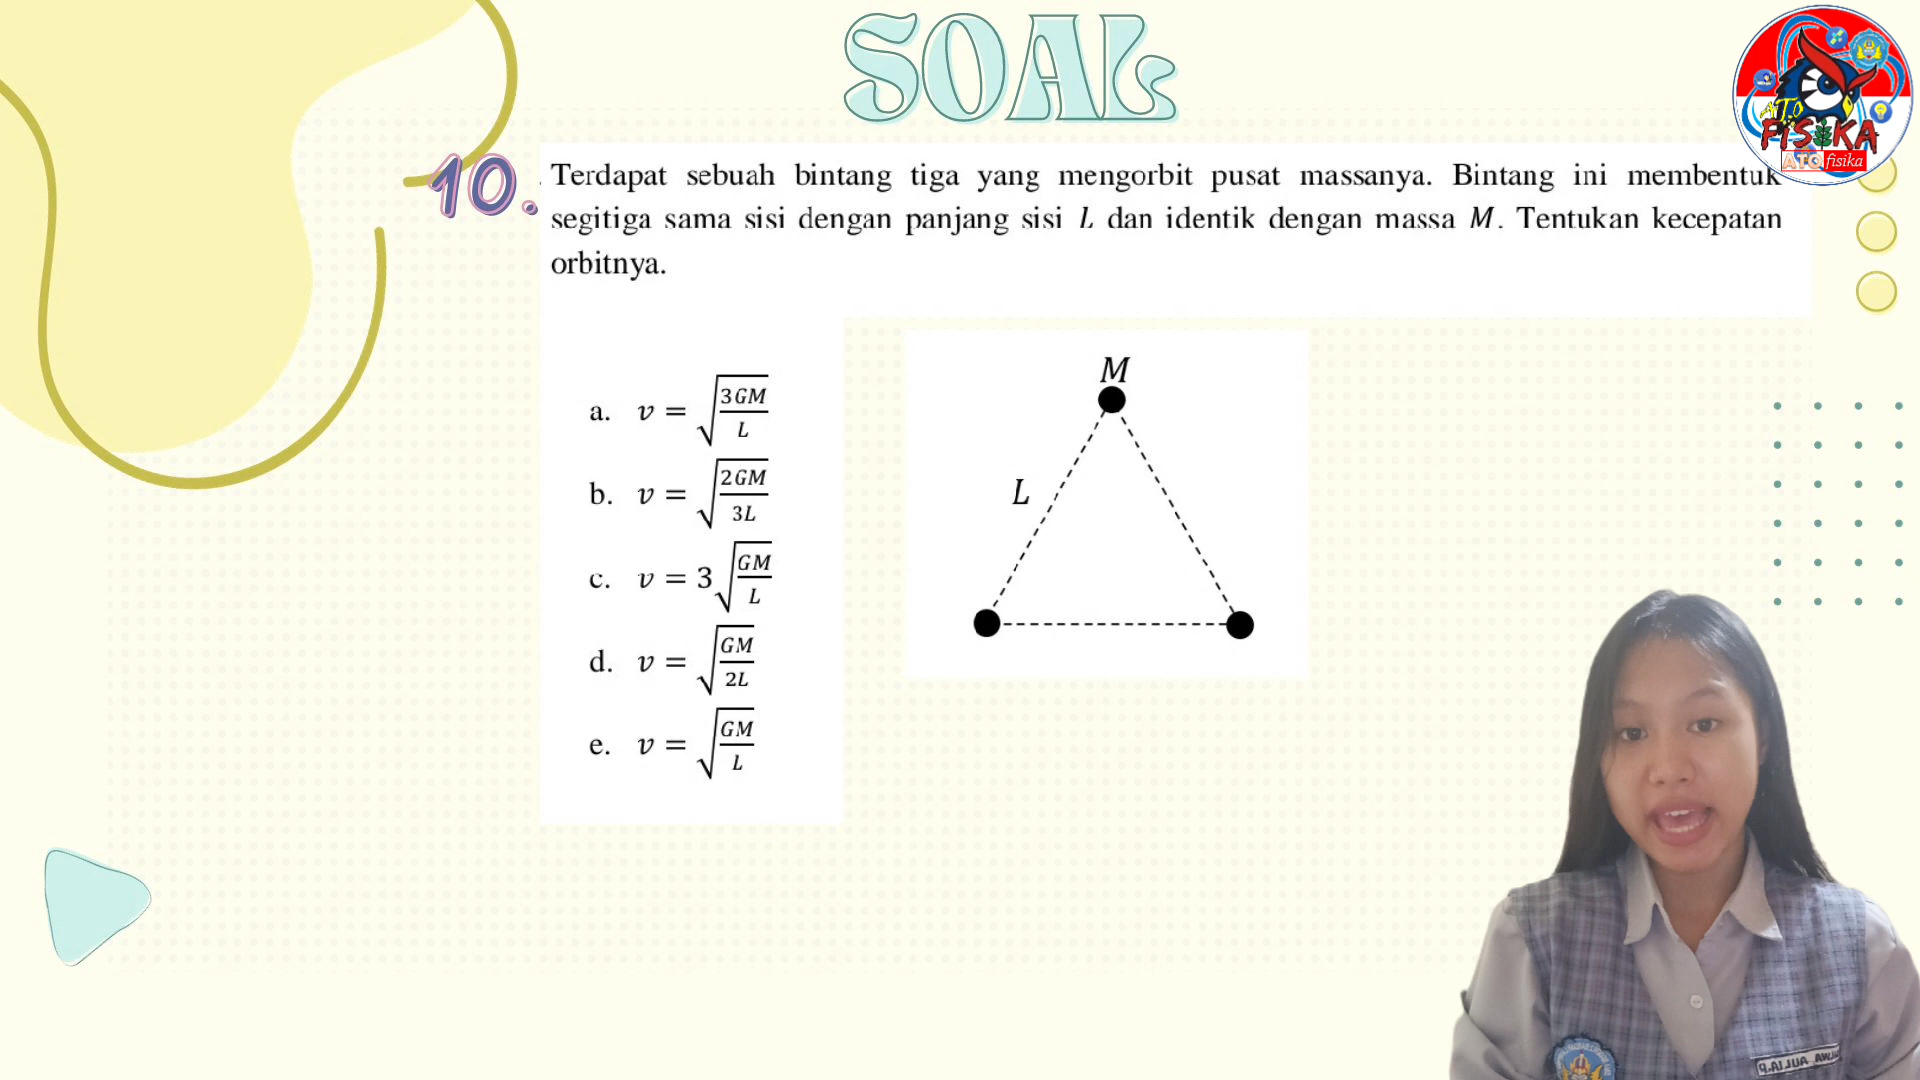 SOAL
ATO
FISIKA
ATO fisika
10.
Terdapat sebuah bintang tiga yang mengorbit pusat massanya. Bintang ini membentuk
segitiga sama sisi dengan panjang sisi L dan identik dengan massa M. Tentukan kecepatan
orbitnya.
a. v = √(3GM/L)
b. v = √(2GM/3L)
c. v = 3√(GM/L)
d. v = √(GM/2L)
e. v = √(GM/L)
M
L